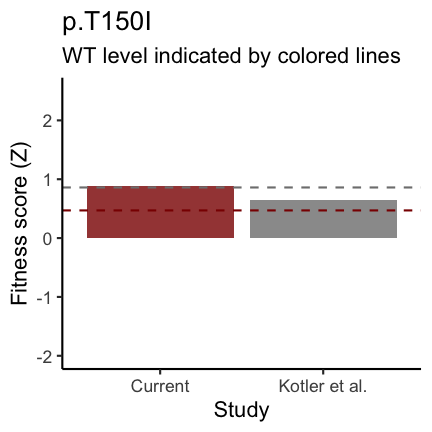 p.T150I
WT level indicated by colored lines
Fitness score (Z)
2
1
0
-1
-2
Current
Kotler et al.
Study